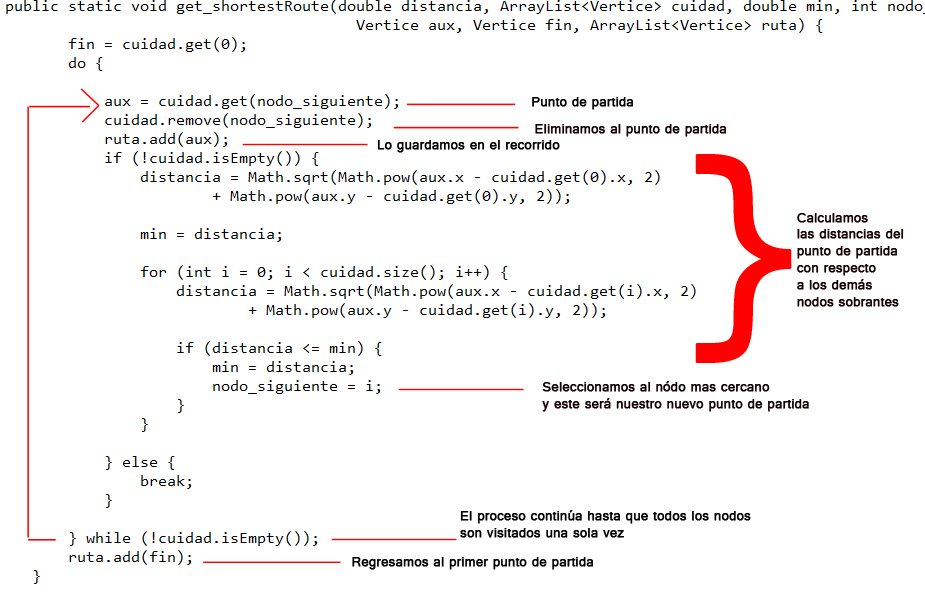 public static void get_shortestRoute(double distancia, ArrayList<Vertice> cuidad, double min, int nodo_
Vertice aux, Vertice fin, ArrayList<Vertice> ruta) {
fin = cuidad.get(0);
do {
aux = cuidad.get(nodo_siguiente);
Punto de partida
cuidad.remove(nodo_siguiente);
Eliminamos al punto de partida
ruta.add(aux);
Lo guardamos en el recorrido
if (!cuidad.isEmpty()) {
distancia = Math.sqrt(Math.pow(aux.x - cuidad.get(0).x, 2)
+ Math.pow(aux.y - cuidad.get(0).y, 2));
min = distancia;
for (int i = 0; i < cuidad.size(); i++) {
distancia = Math.sqrt(Math.pow(aux.x - cuidad.get(i).x, 2)
+ Math.pow(aux.y - cuidad.get(i).y, 2));
Calculamos
las distancias del
punto de partida
con respecto
a los demás
nodos sobrantes
if (distancia <= min) {
min = distancia;
nodo_siguiente = i;
Seleccionamos al nódo mas cercano
y este será nuestro nuevo punto de partida
}
}
} else {
break;
}
El proceso continúa hasta que todos los nodos
son visitados una sola vez
} while (!cuidad.isEmpty());
ruta.add(fin);
Regresamos al primer punto de partida
}